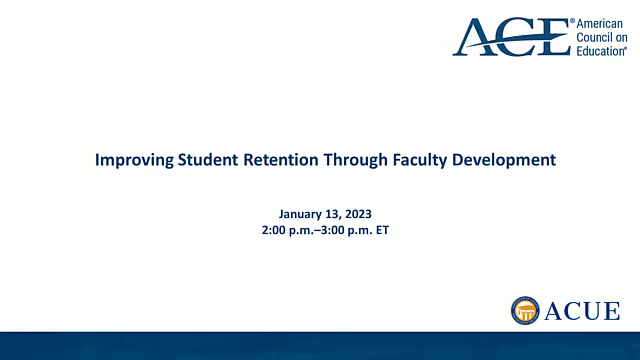 ACE® American
Council on
Education®
Improving Student Retention Through Faculty Development
January 13, 2023
2:00 p.m.–3:00 p.m. ET
ACUE